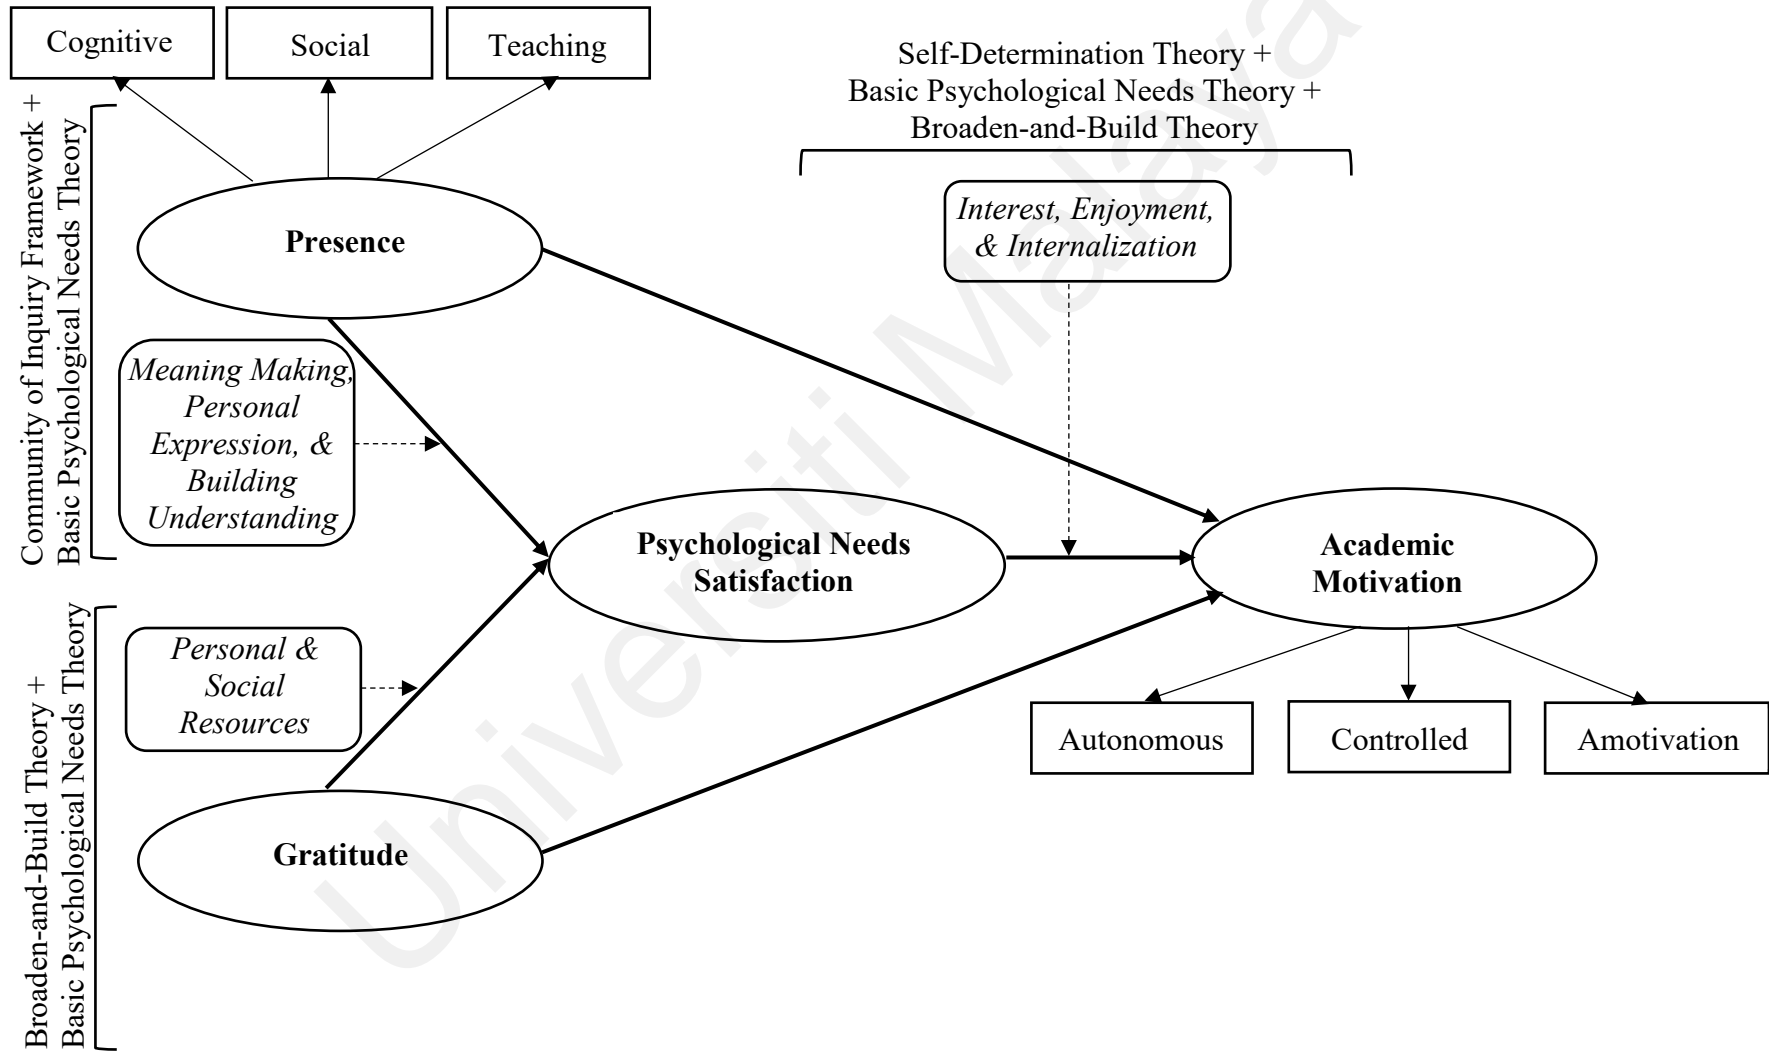 Cognitive
Social
Teaching
Self-Determination Theory +
Basic Psychological Needs Theory +
Broaden-and-Build Theory
Community of Inquiry Framework +
Basic Psychological Needs Theory
Presence
Interest, Enjoyment,
& Internalization
Meaning Making,
Personal
Expression, &
Building
Understanding
Psychological Needs
Satisfaction
Academic
Motivation
Broaden-and-Build Theory +
Basic Psychological Needs Theory
Personal &
Social
Resources
Autonomous
Controlled
Amotivation
Gratitude
Universiti Malaya